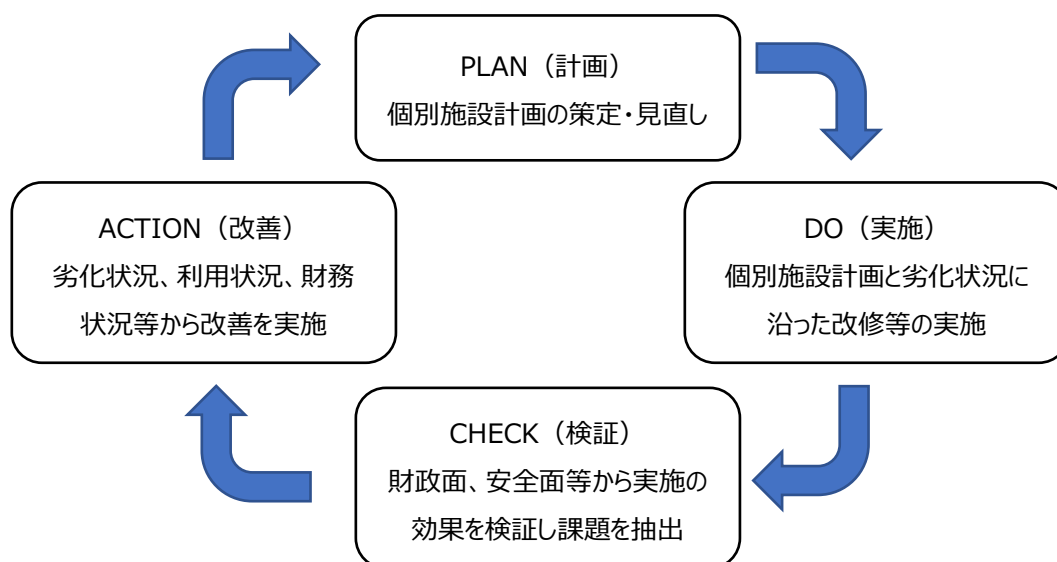 PLAN（計画）
個別施設計画の策定・見直し
ACTION（改善）
劣化状況、利用状況、財務
状況等から改善を実施
DO（実施）
個別施設計画と劣化状況に
沿った改修等の実施
CHECK（検証）
財政面、安全面等から実施の
効果を検証し課題を抽出